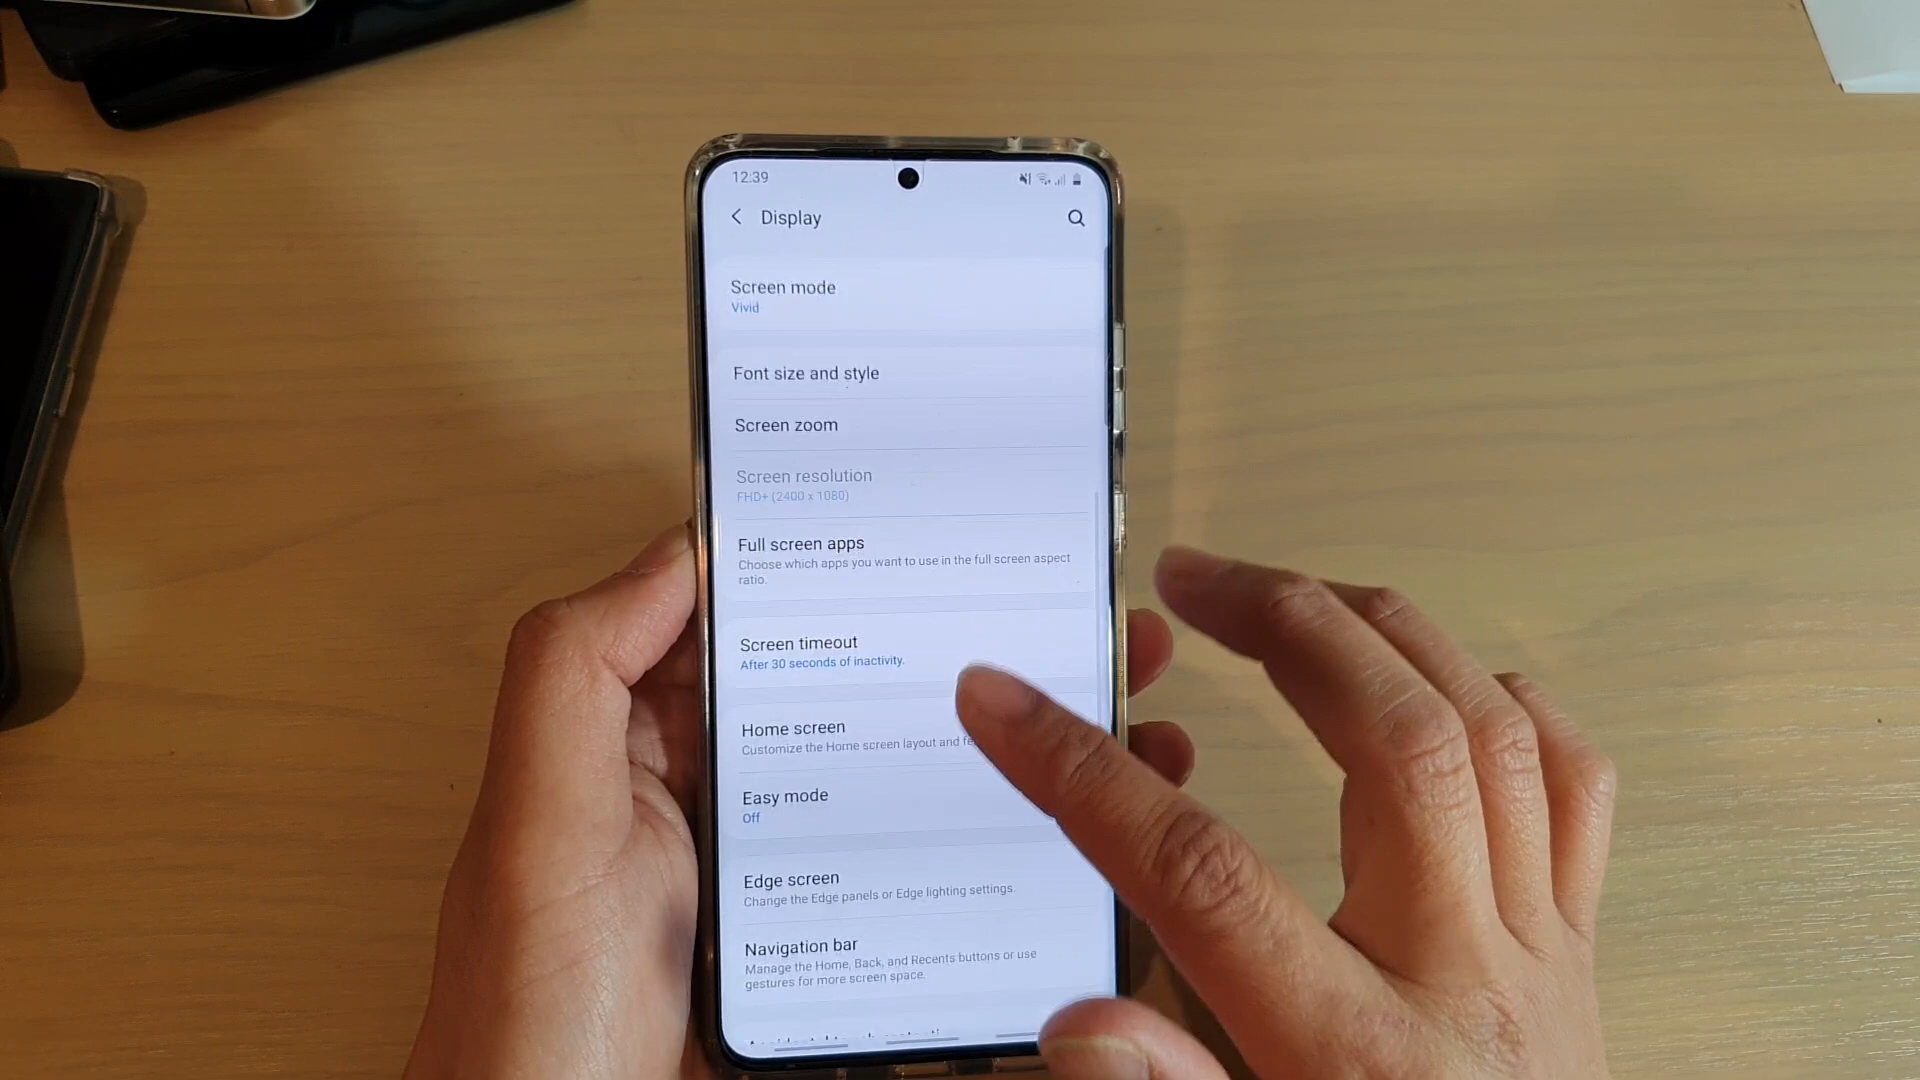 12:39
Display
Screen mode
Vivid
Font size and style
Screen zoom
Screen resolution
FHD+ (2400 x 1080)
Full screen apps
Choose which apps you want to use in the full screen aspect
ratio.
Screen timeout
After 30 seconds of inactivity.
Home screen
Customize the Home screen layout and
Easy mode
Off
Edge screen
Change the Edge panels or Edge lighting settings.
Navigation bar
Manage the Home, Back, and Recents buttons or use
gestures for more screen space.